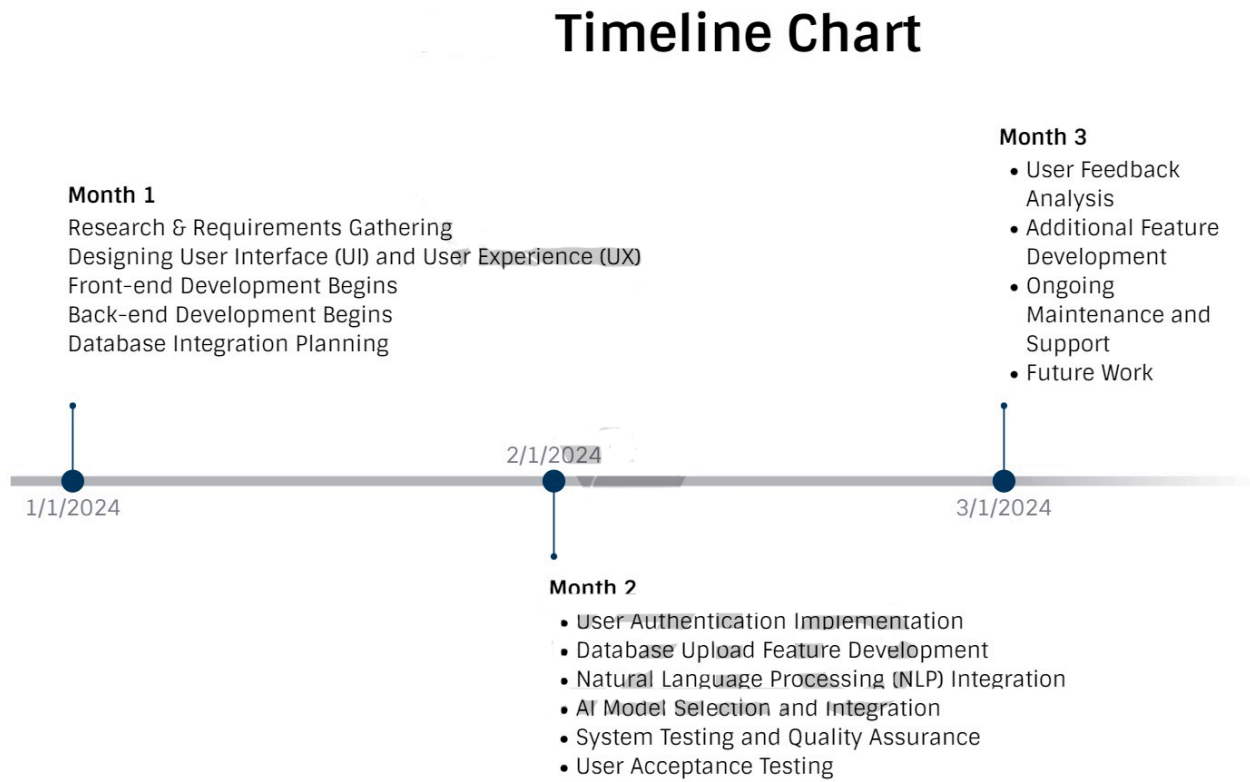 Timeline Chart
Month 1
Research & Requirements Gathering
Designing User Interface (UI) and User Experience (UX)
Front-end Development Begins
Back-end Development Begins
Database Integration Planning
Month 3
• User Feedback
Analysis
• Additional Feature
Development
• Ongoing
Maintenance and
Support
• Future Work
1/1/2024
2/1/2024
3/1/2024
Month 2
• User Authentication Implementation
• Database Upload Feature Development
• Natural Language Processing (NLP) Integration
• AI Model Selection and Integration
• System Testing and Quality Assurance
• User Acceptance Testing